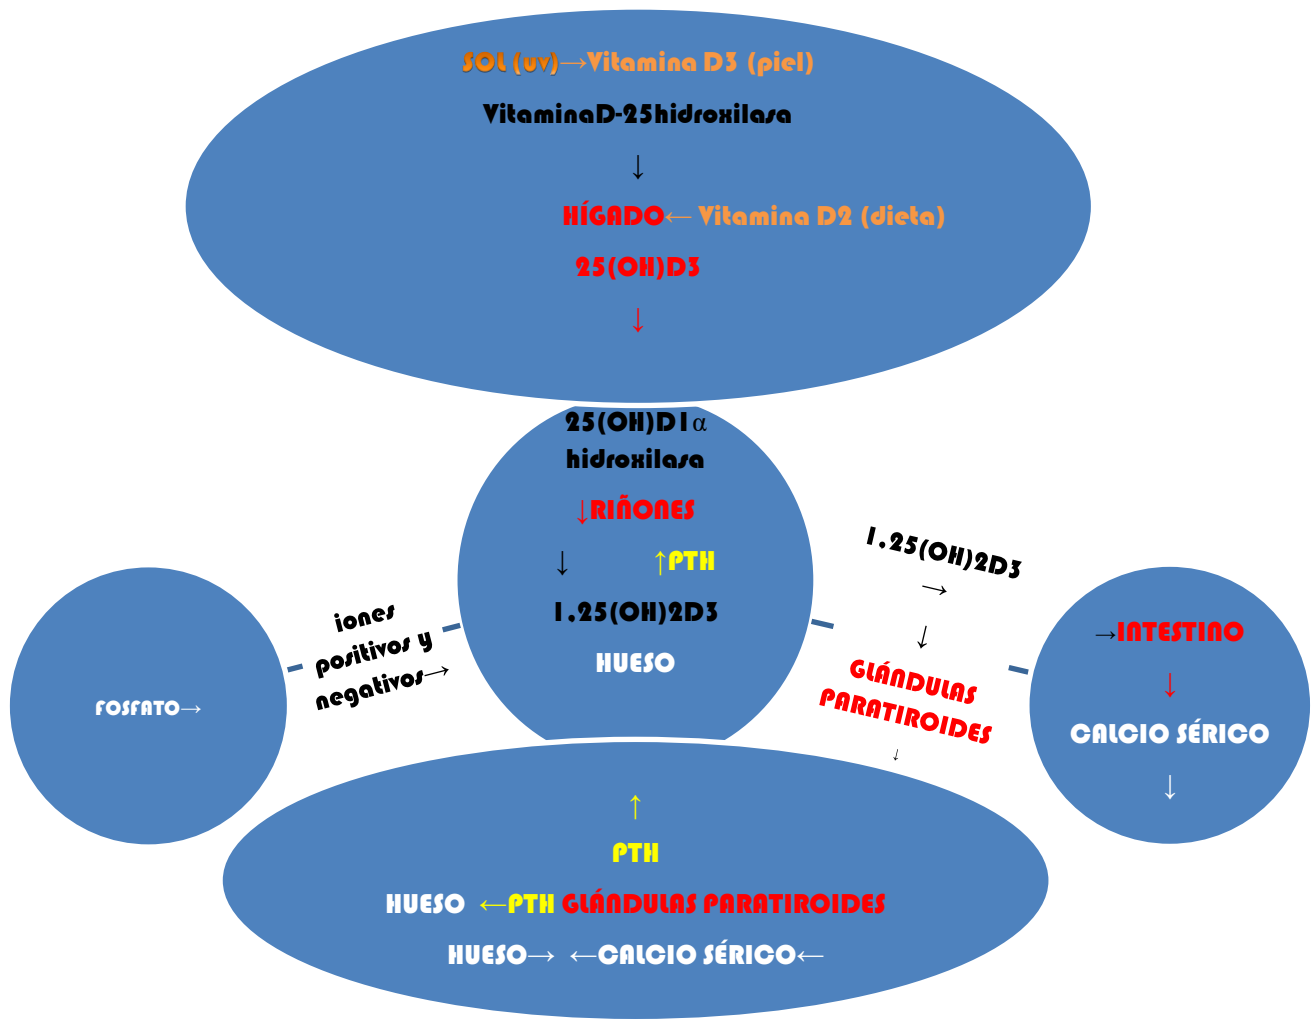 SOL (uv)→Vitamina D3 (piel)
VitaminaD-25hidroxilasa
↓
HÍGADO← Vitamina D2 (dieta)
25(OH)D3
↓
25(OH)D1α
hidroxilasa
↓RIÑONES
↓ ↑PTH
1,25(OH)2D3
HUESO
FOSFATO→
iones
positivos y
negativos→
1,25(OH)2D3
→
↓
GLÁNDULAS
PARATIROIDES
↓
→INTESTINO
↓
CALCIO SÉRICO
↓
↑
PTH
HUESO ←PTH GLÁNDULAS PARATIROIDES
HUESO→ ←CALCIO SÉRICO←